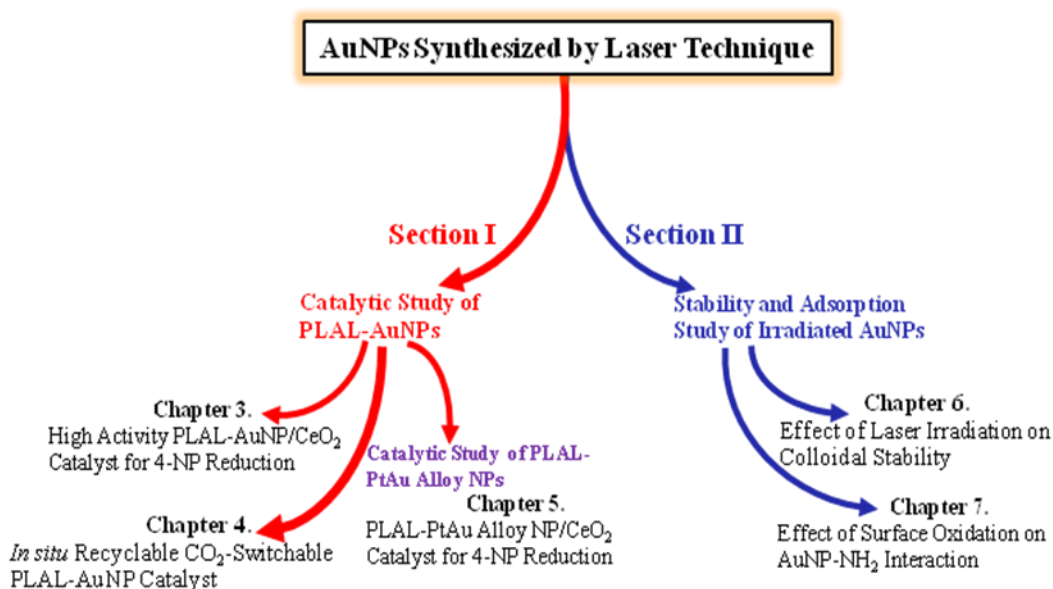 AuNPs Synthesized by Laser Technique
Section I
Section II
Catalytic Study of
PLAL-AuNPs
Stability and Adsorption
Study of Irradiated AuNPs
Chapter 3.
High Activity PLAL-AuNP/CeO₂
Catalyst for 4-NP Reduction
Catalytic Study of PLAL-
PtAu Alloy NPs
Chapter 6.
Effect of Laser Irradiation on
Colloidal Stability
Chapter 4.
In situ Recyclable CO₂-Switchable
PLAL-AuNP Catalyst
Chapter 5.
PLAL-PtAu Alloy NP/CeO₂
Catalyst for 4-NP Reduction
Chapter 7.
Effect of Surface Oxidation on
AuNP-NH₂ Interaction